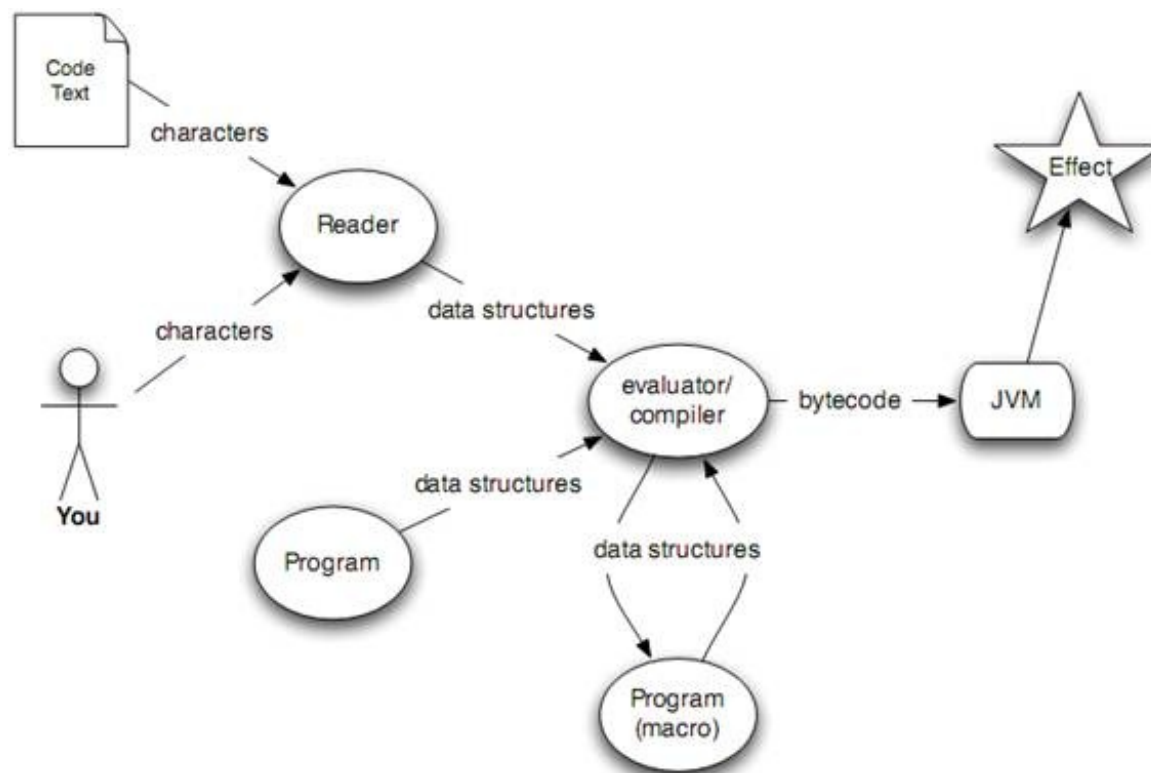 Code
Text
characters
Effect
Reader
data structures
characters
evaluator/
compiler
bytecode
JVM
data structures
You
Program
data structures
Program
(macro)